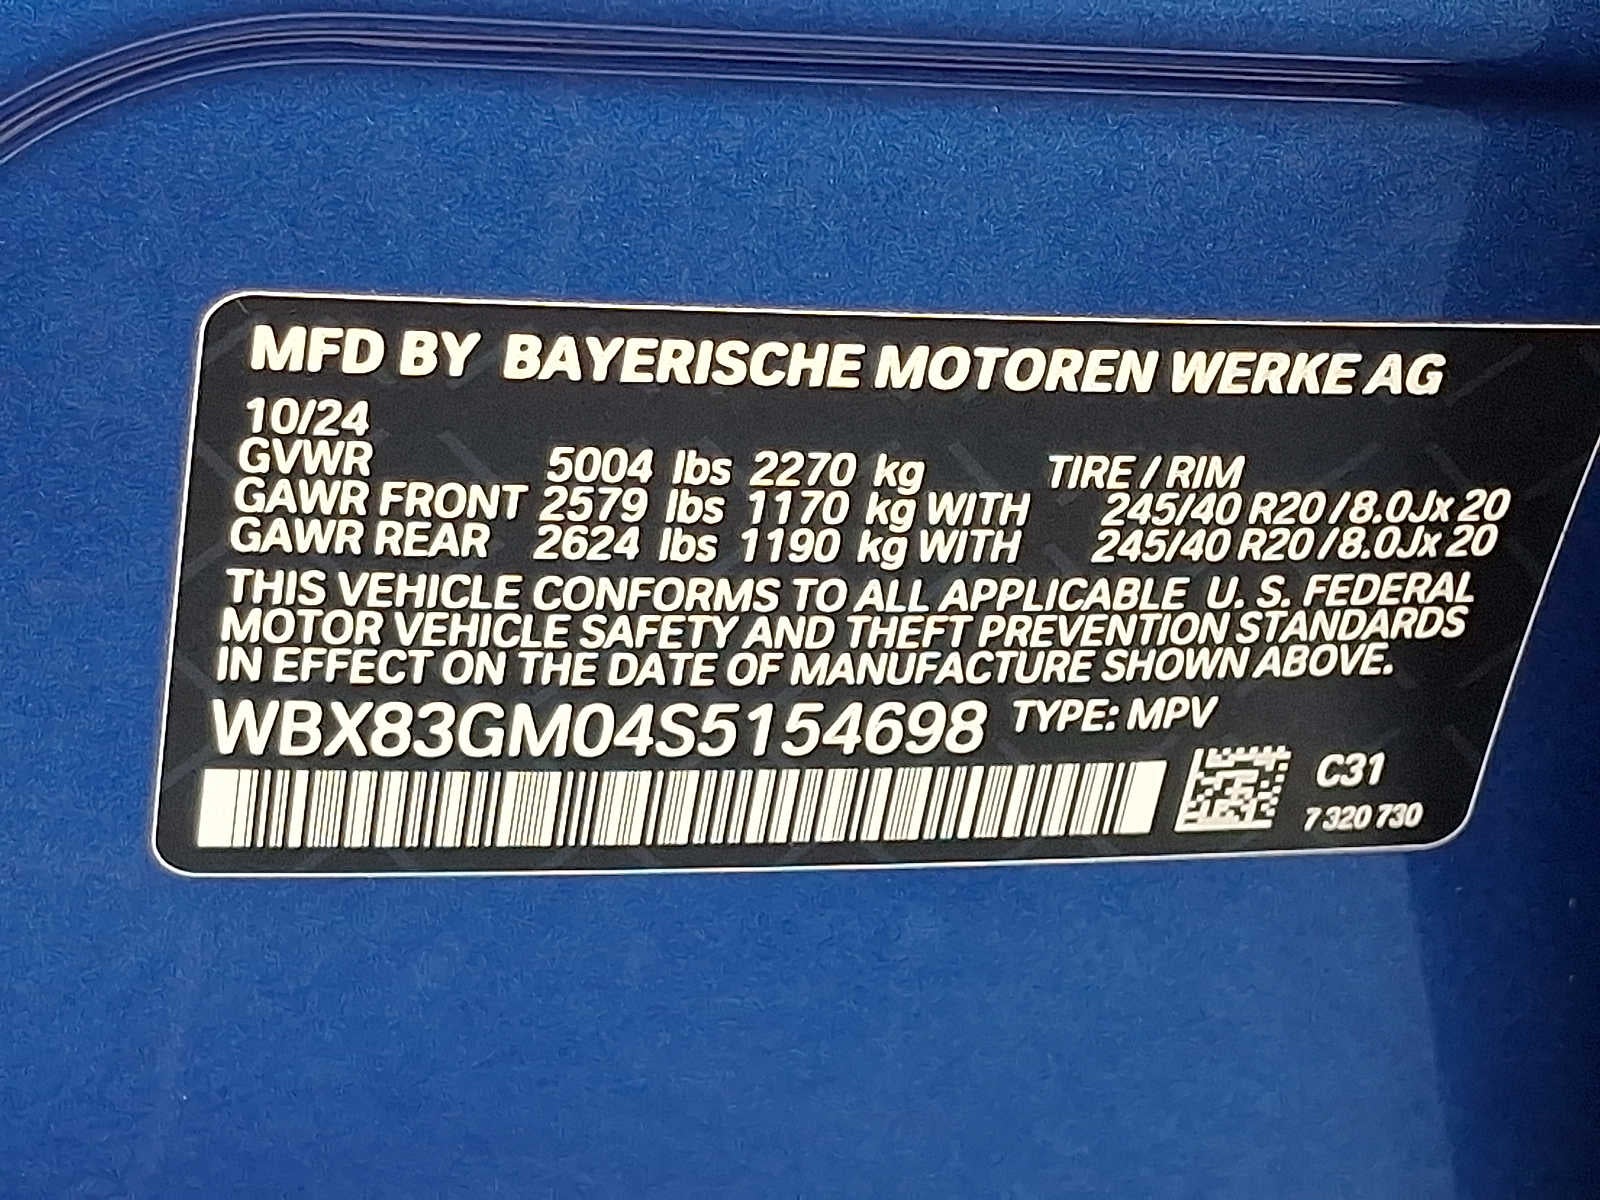 MFD BY BAYERISCHE MOTOREN WERKE AG
10/24
GVWR 5004 lbs 2270 kg TIRE / RIM
GAWR FRONT 2579 lbs 1170 kg WITH 245/40 R20 / 8.0Jx 20
GAWR REAR 2624 lbs 1190 kg WITH 245/40 R20 / 8.0Jx 20
THIS VEHICLE CONFORMS TO ALL APPLICABLE U. S. FEDERAL
MOTOR VEHICLE SAFETY AND THEFT PREVENTION STANDARDS
IN EFFECT ON THE DATE OF MANUFACTURE SHOWN ABOVE.
WBX83GM04S5154698 TYPE: MPV
C31
7 320 730